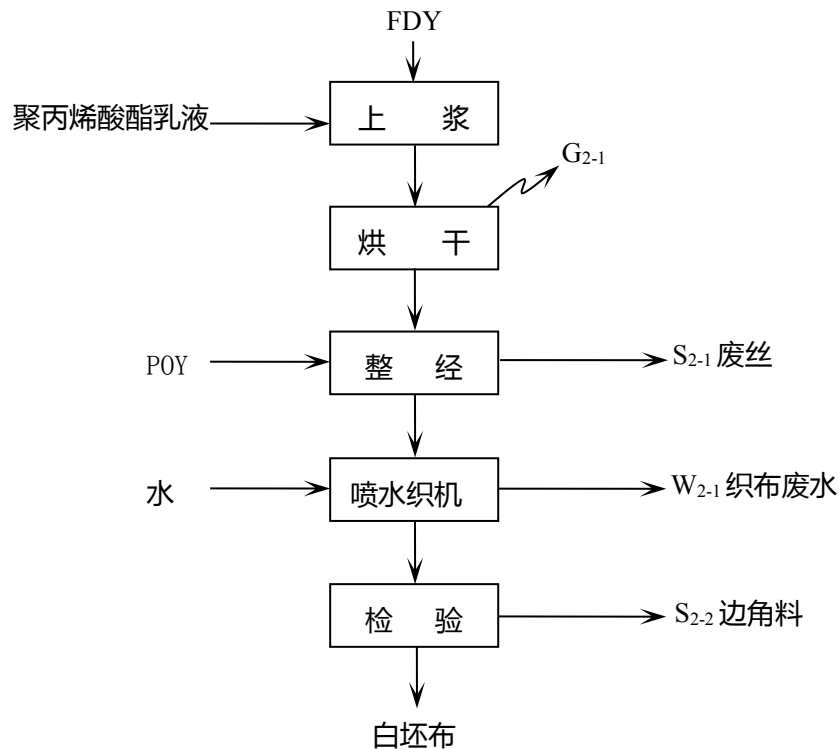 FDY
聚丙烯酸酯乳液
上 浆
G2-1
烘 干
POY
整 经
S2-1 废丝
水
喷水织机
W2-1 织布废水
检 验
S2-2 边角料
白坯布